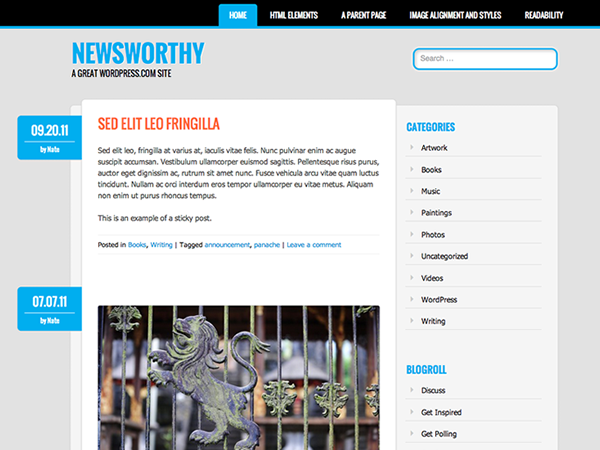 HOME HTML ELEMENTS A PARENT PAGE IMAGE ALIGNMENT AND STYLES READABILITY
NEWSWORTHY
A GREAT WORDPRESS.COM SITE
Search ...
09.20.11
by Nata
SED ELIT LEO FRINGILLA
Sed elit leo, fringilla at varius at, iaculis vitae felis. Nunc pulvinar enim ac augue
suscipit accumsan. Vestibulum ullamcorper euismod sagittis. Pellentesque risus purus,
auctor eget dignissim ac, rutrum sit amet nunc. Fusce vehicula arcu vitae quam luctus
tincidunt. Nullam ac orci interdum eros tempor ullamcorper eu vitae metus. Aliquam
non enim ut purus rhoncus tempus.
This is an example of a sticky post.
Posted in Books, Writing | Tagged announcement, panache | Leave a comment
07.07.11
by Nata
CATEGORIES
Artwork
Books
Music
Paintings
Photos
Uncategorized
Videos
WordPress
Writing
BLOGROLL
Discuss
Get Inspired
Get Polling